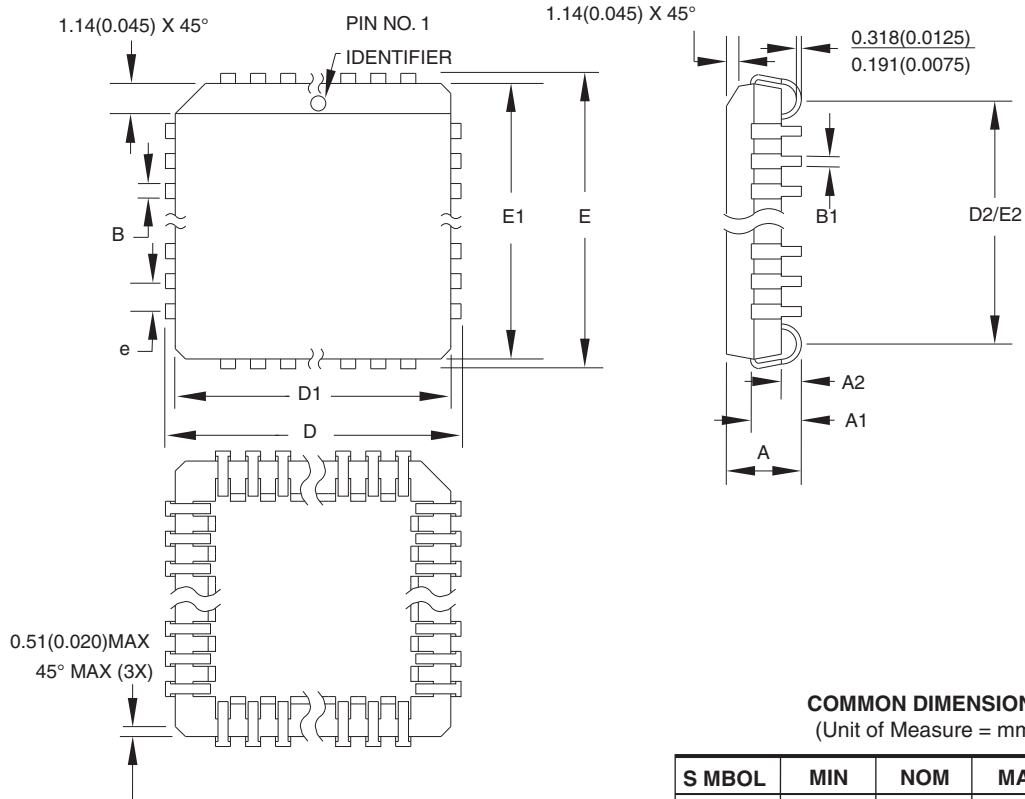 1.14(0.045) X 45°
PIN NO. 1
IDENTIFIER
1.14(0.045) X 45°
0.318(0.0125)
0.191(0.0075)
B
e
E1
E
B1
D2/E2
A2
A1
A
D1
D
0.51(0.020)MAX
45° MAX (3X)
COMMON DIMENSION
(Unit of Measure = mm
S MBOL MIN NOM MA